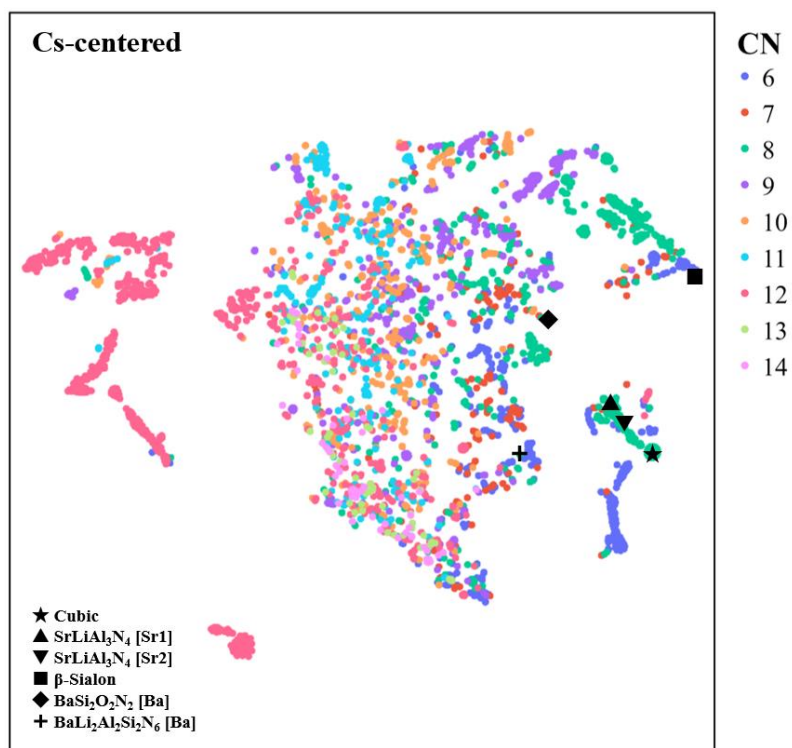 Cs-centered
CN
6
7
8
9
10
11
12
13
14
★ Cubic
▲ SrLiAl₃N₄ [Sr1]
▼ SrLiAl₃N₄ [Sr2]
■ β-Sialon
◆ BaSi₂O₂N₂ [Ba]
+ BaLi₂Al₂Si₂N₆ [Ba]